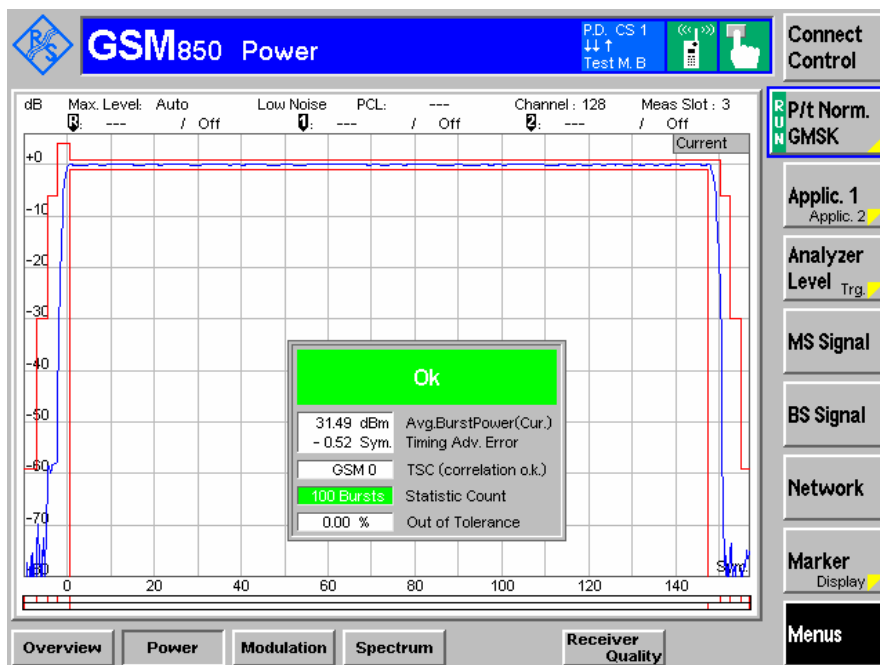 R S
GSM850 Power
P.D. CS 1
Test M. B
Connect Control
dB Max. Level: Auto Low Noise PCL: --- Channel : 128 Meas Slot : 3
R: --- / Off 1: --- / Off 2: --- / Off
Current
RUN
P/t Norm.
GMSK
Applic. 1
Applic. 2
Analyzer
Level Trg.
MS Signal
BS Signal
Network
Marker
Display
Menus
+0
-10
-20
-30
-40
-50
-60
-70
-80
Ok
31.49 dBm Avg.BurstPower(Cur.)
- 0.52 Sym. Timing Adv. Error
GSM 0 TSC (correlation o.k.)
100 Bursts Statistic Count
0.00 % Out of Tolerance
Sym.
0 20 40 60 80 100 120 140
Overview Power Modulation Spectrum Receiver Quality